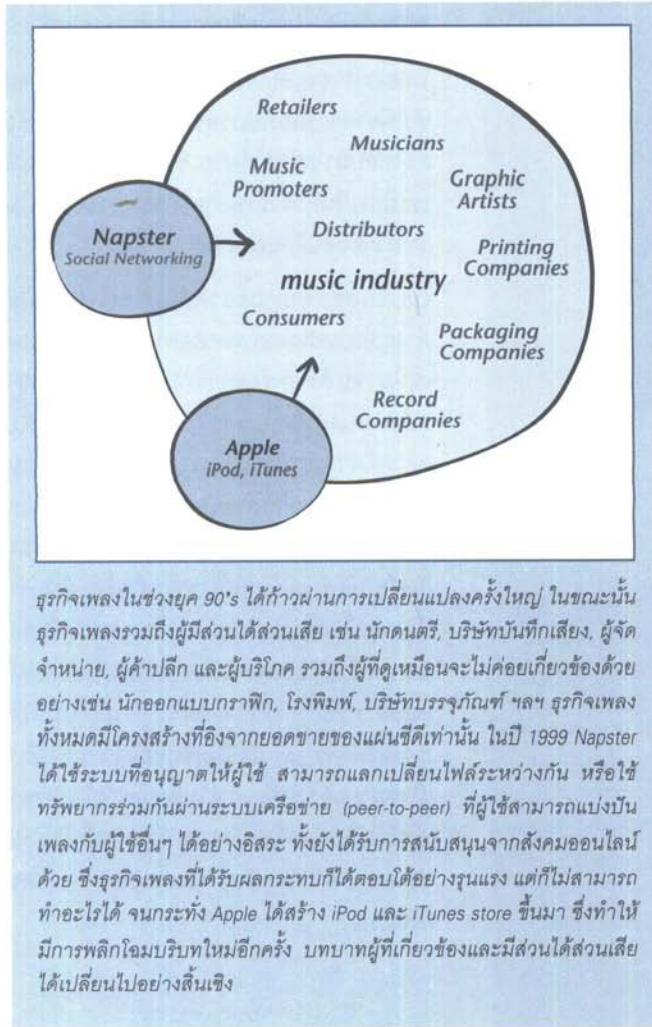 Retailers
Musicians
Music
Promoters
Graphic
Artists
Napster
Social Networking
Distributors
Printing
Companies
music industry
Consumers
Packaging
Companies
Record
Companies
Apple
iPod, iTunes
ธุรกิจเพลงในช่วงยุค 90's ได้ก้าวผ่านการเปลี่ยนแปลงครั้งใหญ่ ในขณะนั้น
ธุรกิจเพลงรวมถึงผู้มีส่วนได้ส่วนเสีย เช่น นักดนตรี, บริษัทบันทึกเสียง, ผู้จัด
จำหน่าย, ผู้ค้าปลีก และผู้บริโภค รวมถึงผู้ที่ดูเหมือนจะไม่ค่อยเกี่ยวข้องด้วย
อย่างเช่น นักออกแบบกราฟิก, โรงพิมพ์, บริษัทบรรจุภัณฑ์ ฯลฯ ธุรกิจเพลง
ทั้งหมดมีโครงสร้างที่อิงจากยอดขายของแผ่นซีดีเท่านั้น ในปี 1999 Napster
ได้ใช้ระบบที่อนุญาตให้ผู้ใช้ สามารถแลกเปลี่ยนไฟล์ระหว่างกัน หรือใช้
ทรัพยากรร่วมกันผ่านระบบเครือข่าย (peer-to-peer) ที่ผู้ใช้สามารถแบ่งปัน
เพลงกับผู้ใช้อื่นๆ ได้อย่างอิสระ ทั้งยังได้รับการสนับสนุนจากสังคมออนไลน์
ด้วย ซึ่งธุรกิจเพลงที่ได้รับผลกระทบก็ได้ตอบโต้อย่างรุนแรง แต่ก็ไม่สามารถ
ทำอะไรได้ จนกระทั่ง Apple ได้สร้าง iPod และ iTunes store ขึ้นมา ซึ่งทำให้
มีการพลิกโฉมบริบทใหม่อีกครั้ง บทบาทผู้ที่เกี่ยวข้องและมีส่วนได้ส่วนเสีย
ได้เปลี่ยนไปอย่างสิ้นเชิง